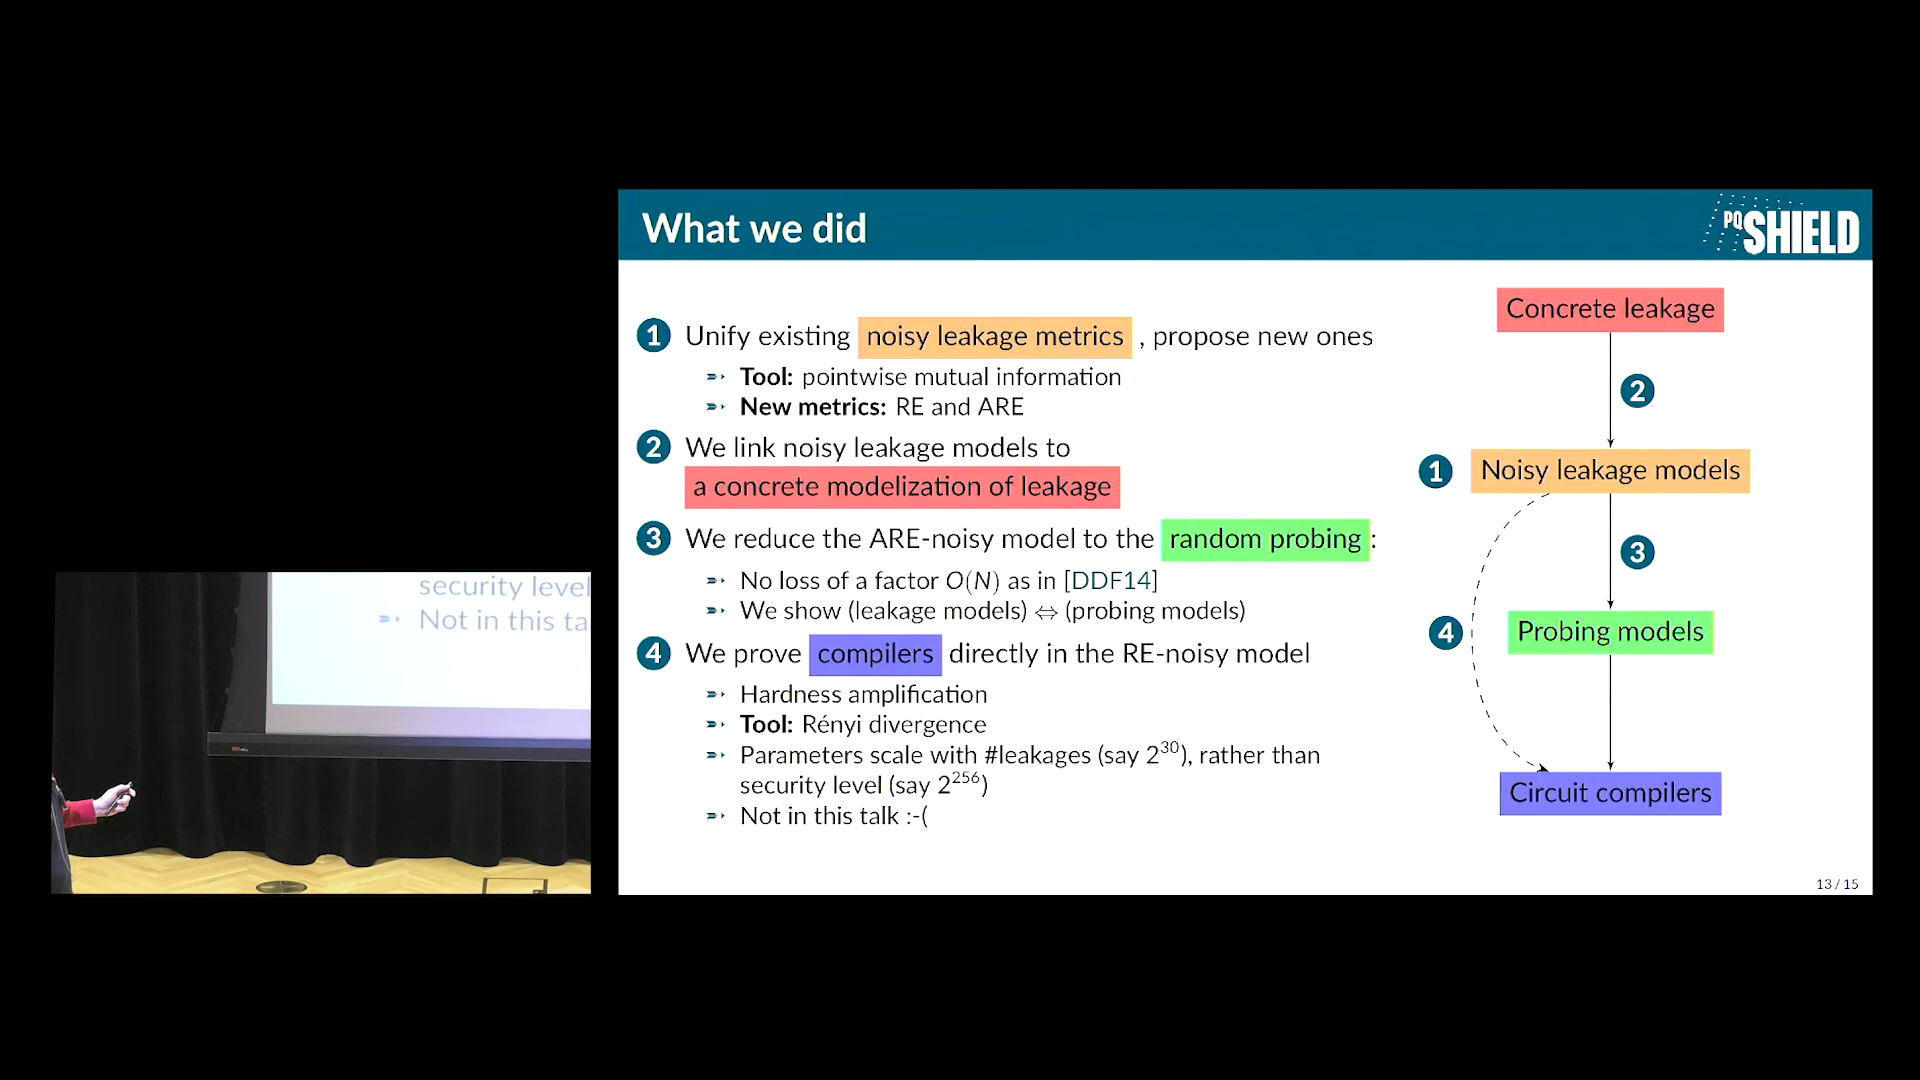 What we did
PQSHIELD
1 Unify existing noisy leakage metrics , propose new ones
Tool: pointwise mutual information
New metrics: RE and ARE
2 We link noisy leakage models to
a concrete modelization of leakage
3 We reduce the ARE-noisy model to the random probing :
No loss of a factor O(N) as in [DDF14]
We show (leakage models) ⇔ (probing models)
4 We prove compilers directly in the RE-noisy model
Hardness amplification
Tool: Rényi divergence
Parameters scale with #leakages (say 2^30), rather than
security level (say 2^256)
Not in this talk :-(
Concrete leakage
2
1 Noisy leakage models
3
Probing models
4
Circuit compilers
13 / 15
security level
Not in this ta